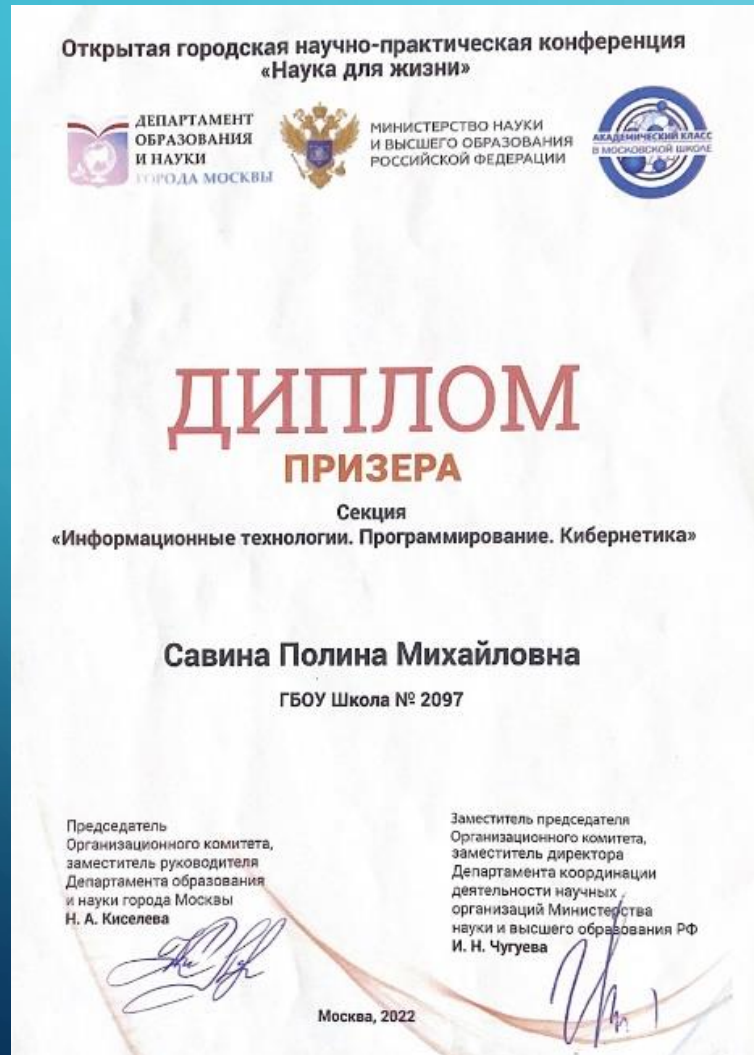 Открытая городская научно-практическая конференция
«Наука для жизни»
ДЕПАРТАМЕНТ
ОБРАЗОВАНИЯ
И НАУКИ
ГОРОДА МОСКВЫ
МИНИСТЕРСТВО НАУКИ
И ВЫСШЕГО ОБРАЗОВАНИЯ
РОССИЙСКОЙ ФЕДЕРАЦИИ
АКАДЕМИЧЕСКИЙ КЛАСС
В МОСКОВСКОЙ ШКОЛЕ
ДИПЛОМ
ПРИЗЕРА
Секция
«Информационные технологии. Программирование. Кибернетика»
Савина Полина Михайловна
ГБОУ Школа № 2097
Председатель
Организационного комитета,
заместитель руководителя
Департамента образования
и науки города Москвы
Н. А. Киселева
Заместитель председателя
Организационного комитета,
заместитель директора
Департамента координации
деятельности научных
организаций Министерства
науки и высшего образования РФ
И. Н. Чугуева
Москва, 2022